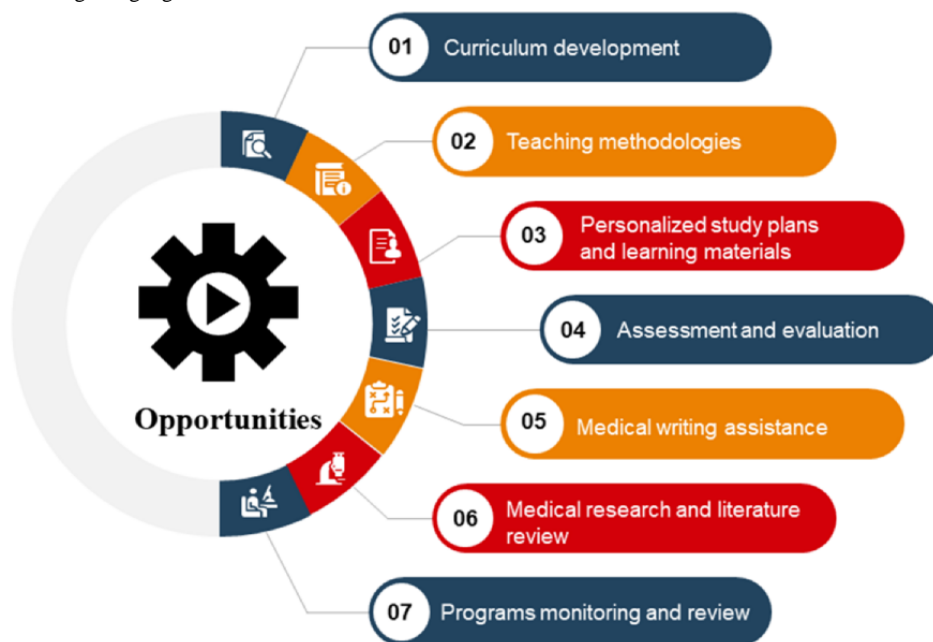 01
Curriculum development
02
Teaching methodologies
03
Personalized study plans
and learning materials
04
Assessment and evaluation
05
Medical writing assistance
06
Medical research and literature
review
07
Programs monitoring and review
Opportunities